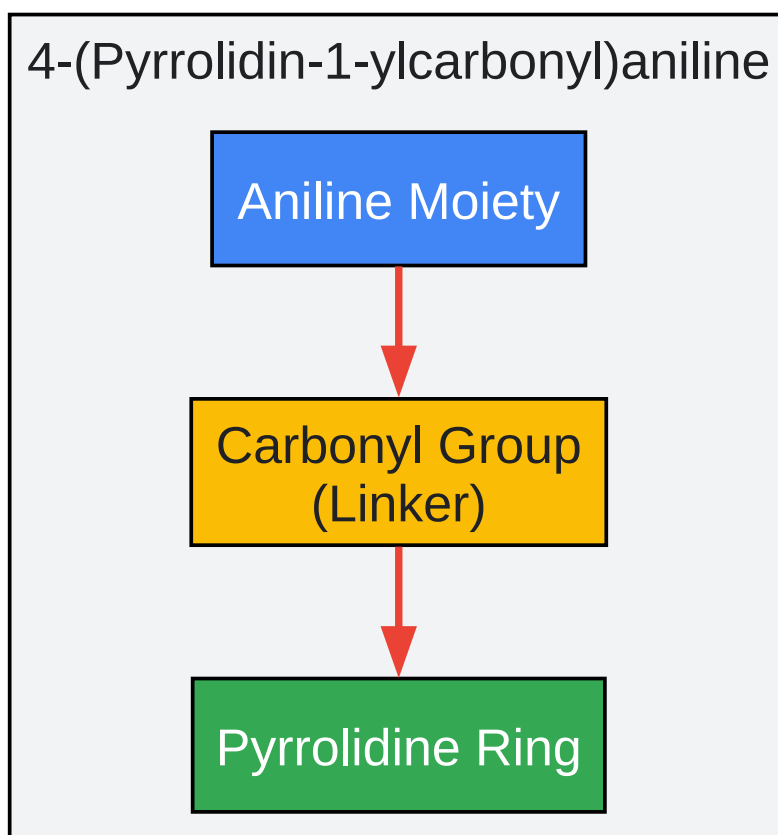 4-(Pyrrolidin-1-ylcarbonyl)aniline
Aniline Moiety
Carbonyl Group
(Linker)
Pyrrolidine Ring